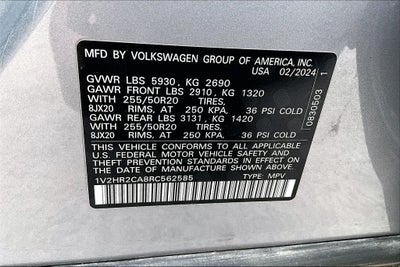 MFD BY VOLKSWAGEN GROUP OF AMERICA, INC.
USA 02/2024
GVWR LBS 5930, KG 2690
GAWR FRONT LBS 2910, KG 1320
WITH 255/50R20 TIRES,
8JX20 RIMS, AT 250 KPA. 36 PSI COLD
GAWR REAR LBS 3131, KG 1420
WITH 255/50R20 TIRES,
8JX20 RIMS, AT 250 KPA. 36 PSI COLD
THIS VEHICLE CONFORMS TO ALL APPLICABLE
U.S. FEDERAL MOTOR VEHICLE SAFETY AND
THEFT PREVENTION STANDARDS IN EFFECT ON
THE DATE OF MANUFACTURE SHOWN ABOVE.
1V2HR2CA8RC562585 TYPE: MPV
0830503 1